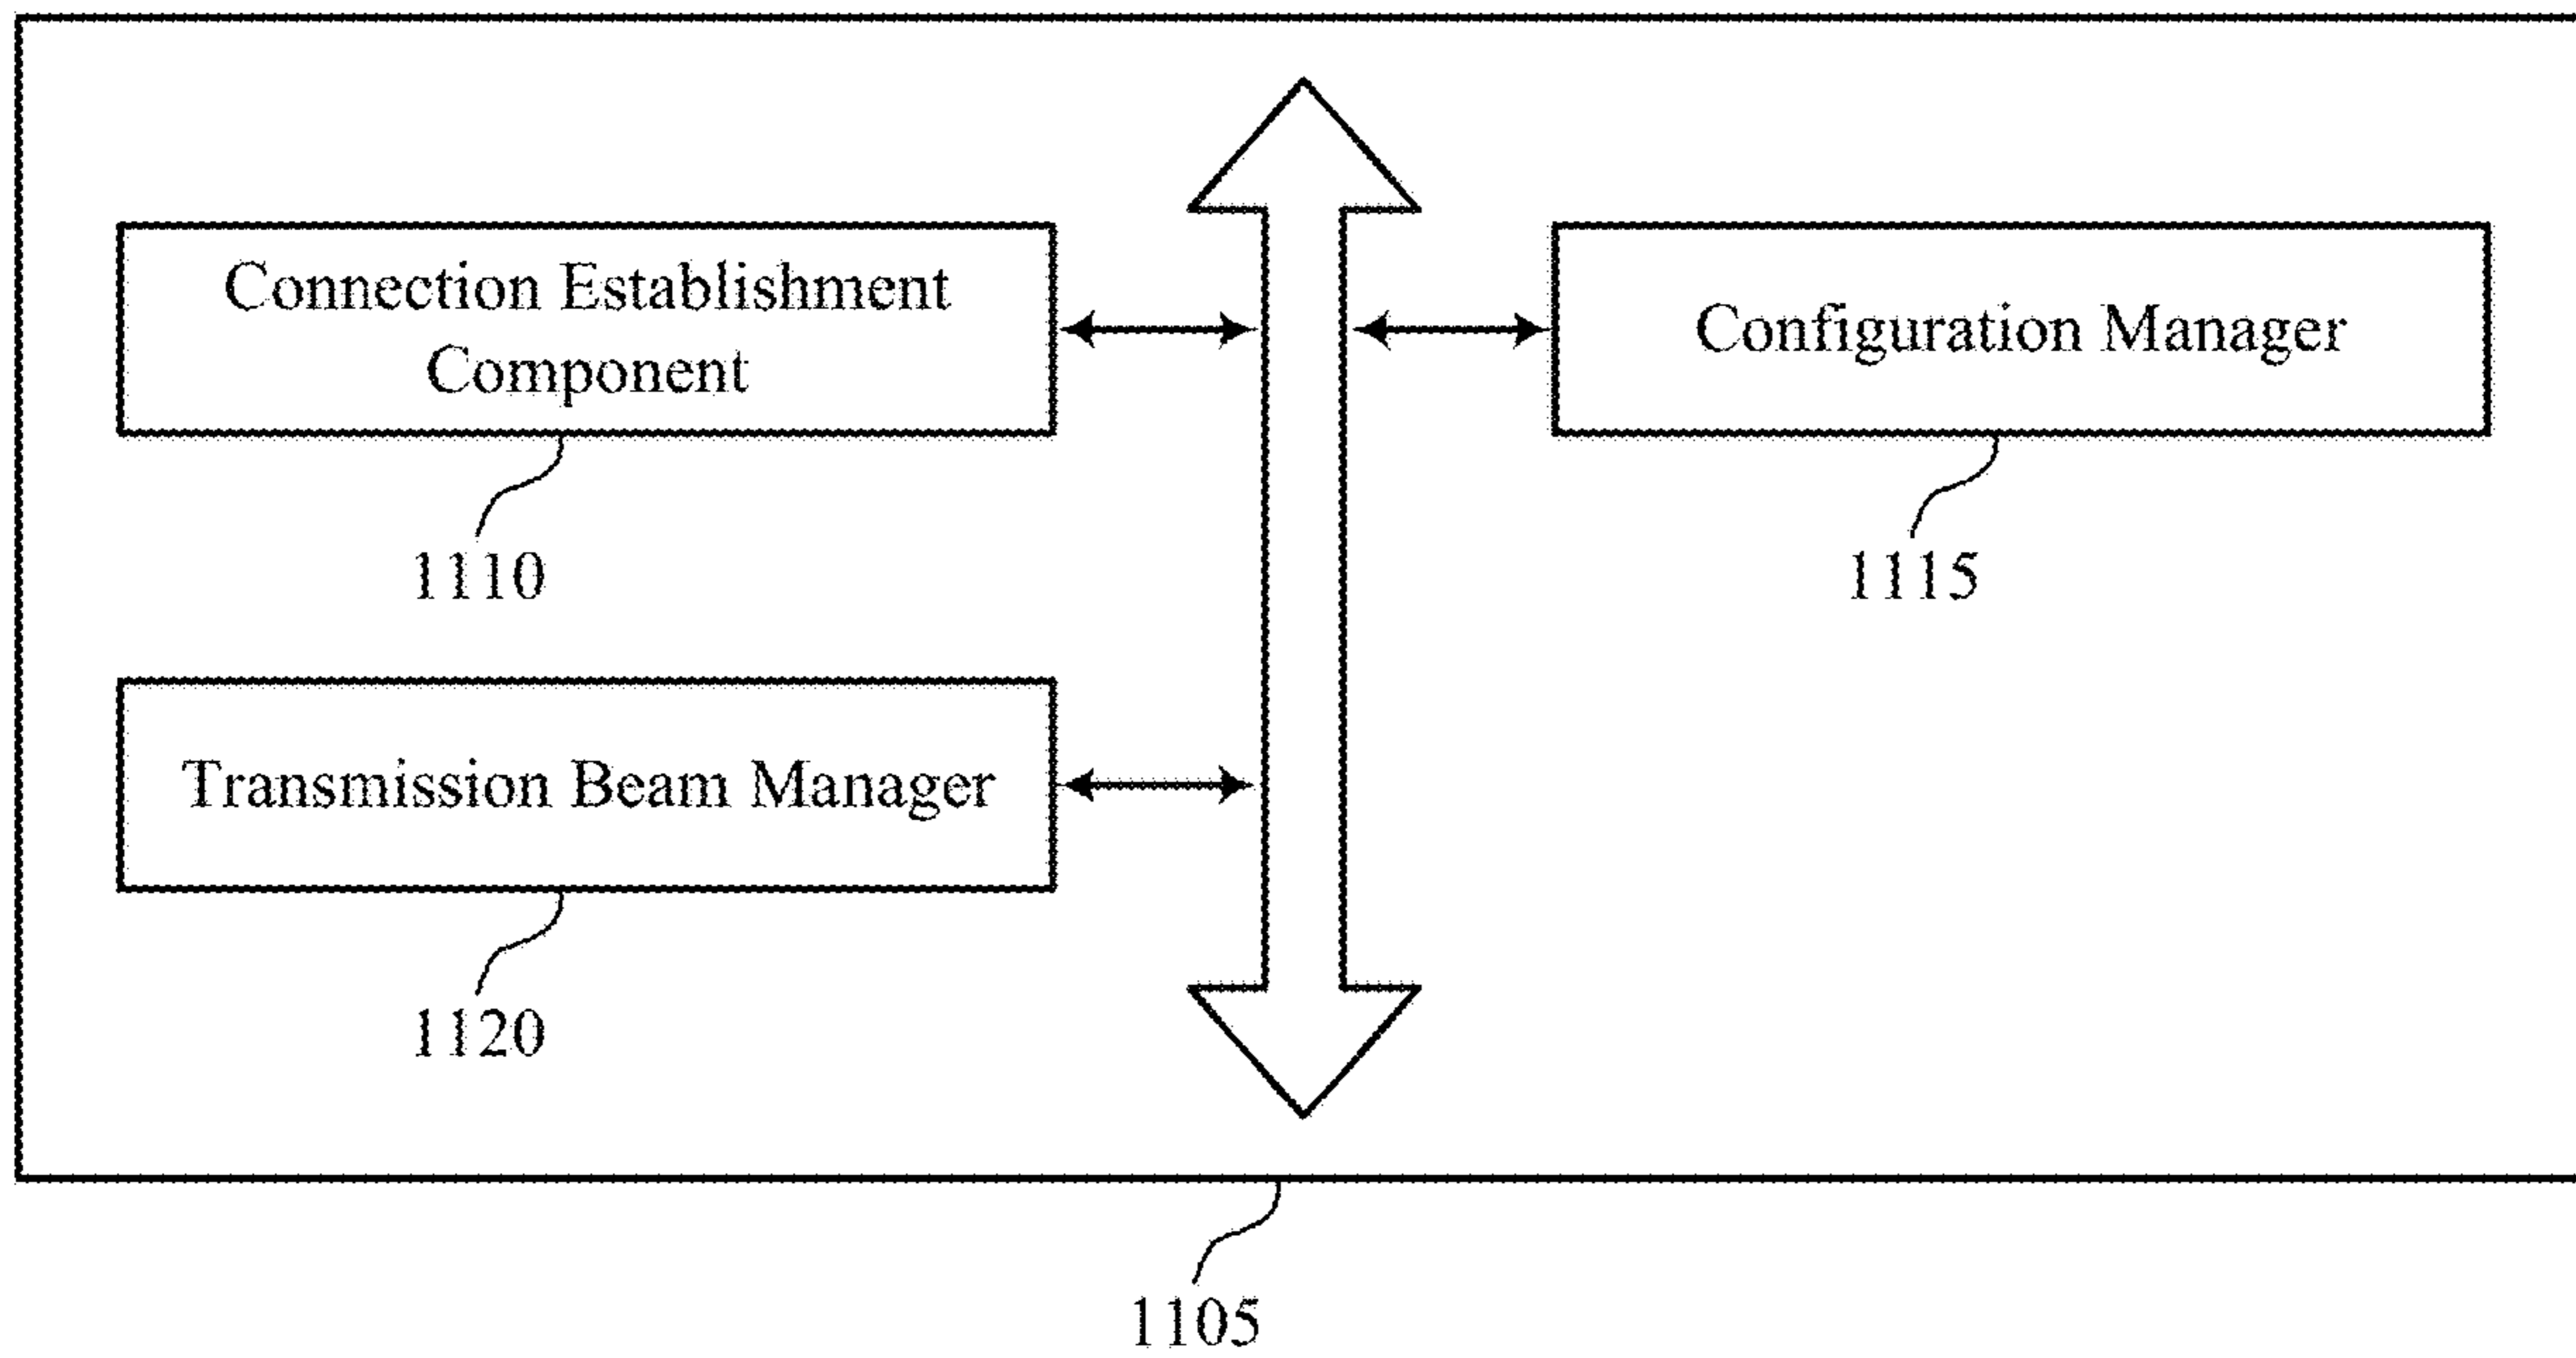 Connection Establishment
Component
1110
Configuration Manager
1115
Transmission Beam Manager
1120
1105